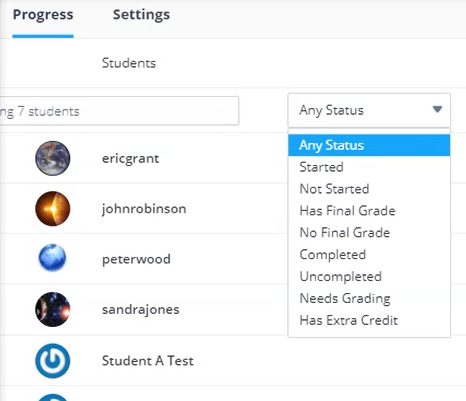 Progress Settings
Students
ng 7 students Any Status
Any Status
Started
Not Started
Has Final Grade
No Final Grade
Completed
Uncompleted
Needs Grading
Has Extra Credit
ericgrant
johnrobinson
peterwood
sandrajones
Student A Test